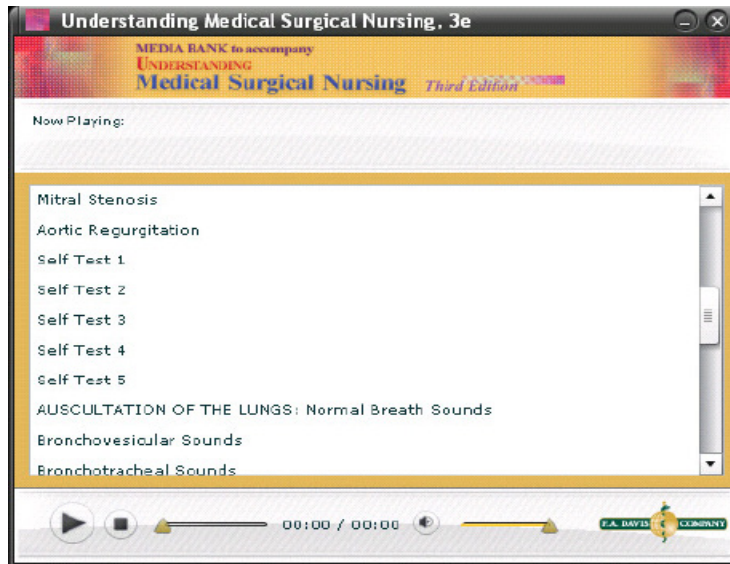 Understanding Medical Surgical Nursing, 3e
MEDIA BANK to accompany
UNDERSTANDING
Medical Surgical Nursing Third Edition
Now Playing:
Mitral Stenosis
Aortic Regurgitation
Self Test 1
Self Test 2
Self Test 3
Self Test 4
Self Test 5
AUSCULTATION OF THE LUNGS: Normal Breath Sounds
Bronchovesicular Sounds
Bronchotracheal Sounds
00:00 / 00:00
F.A. DAVIS COMPANY